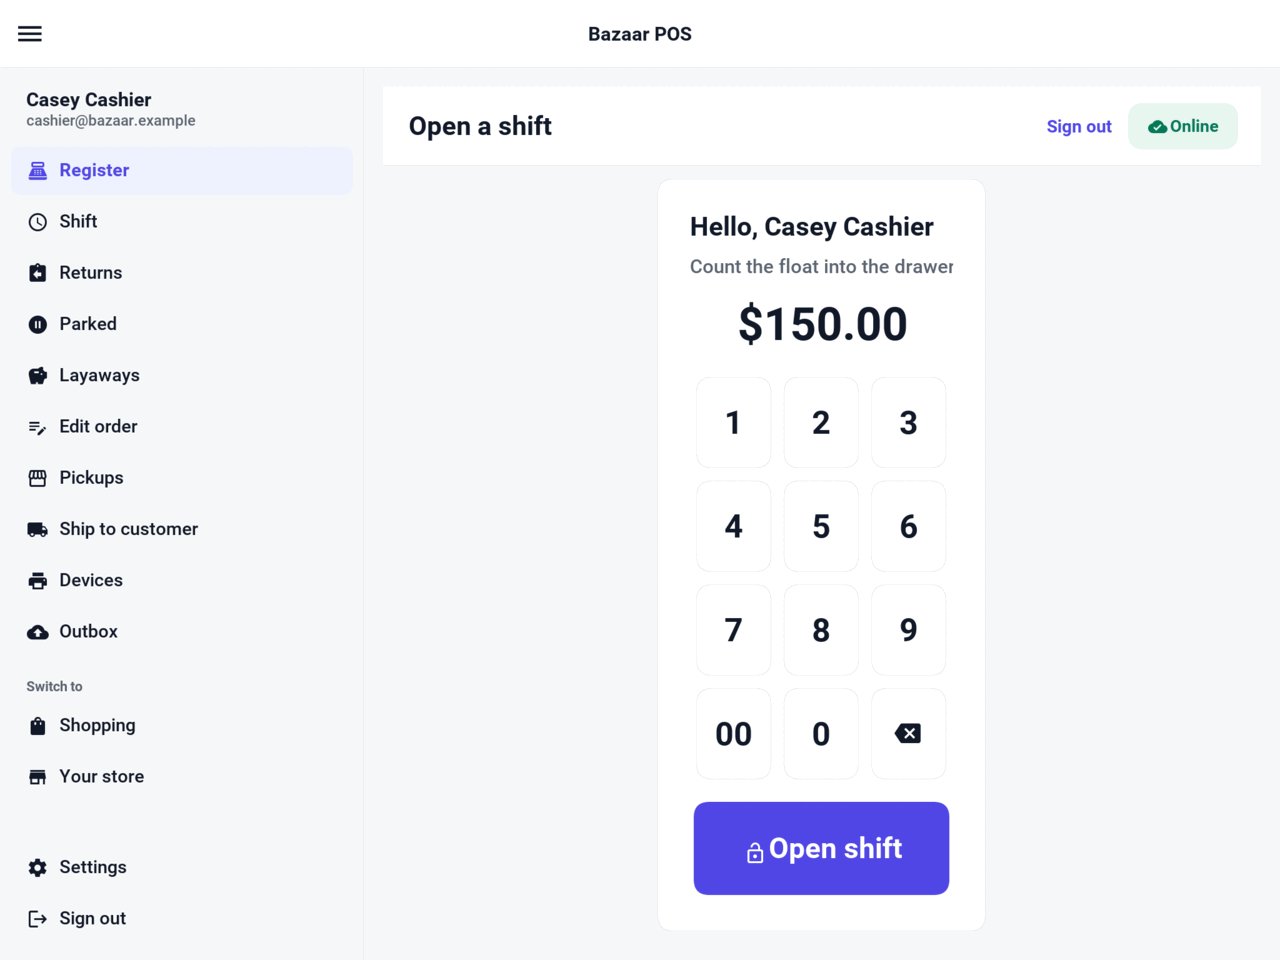 Bazaar POS
Casey Cashier
cashier@bazaar.example
Register
Shift
Returns
Parked
Layaways
Edit order
Pickups
Ship to customer
Devices
Outbox
Switch to
Shopping
Your store
Settings
Sign out
Open a shift
Sign out
Online
Hello, Casey Cashier
Count the float into the drawer
$150.00
1 2 3
4 5 6
7 8 9
00 0
Open shift